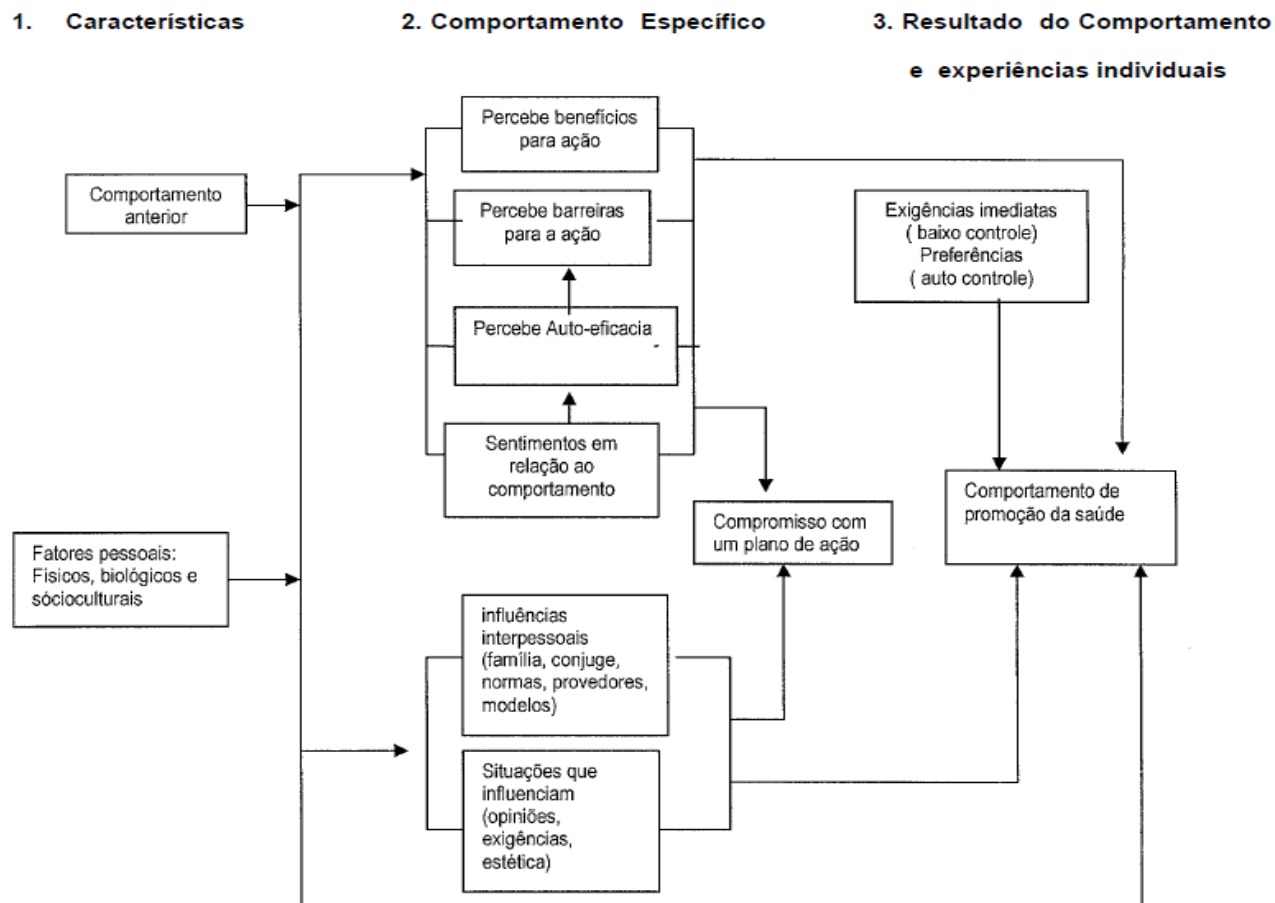 1. Características
2. Comportamento Específico
3. Resultado do Comportamento
e experiências individuais
Comportamento
anterior
Fatores pessoais:
Físicos, biológicos e
sócioculturais
Percebe benefícios
para ação
Percebe barreiras
para a ação
Percebe Auto-eficacia
Sentimentos em
relação ao
comportamento
influências
interpessoais
(família, conjuge,
normas, provedores,
modelos)
Situações que
influenciam
(opiniões,
exigências,
estética)
Compromisso com
um plano de ação
Exigências imediatas
( baixo controle)
Preferências
( auto controle)
Comportamento de
promoção da saúde